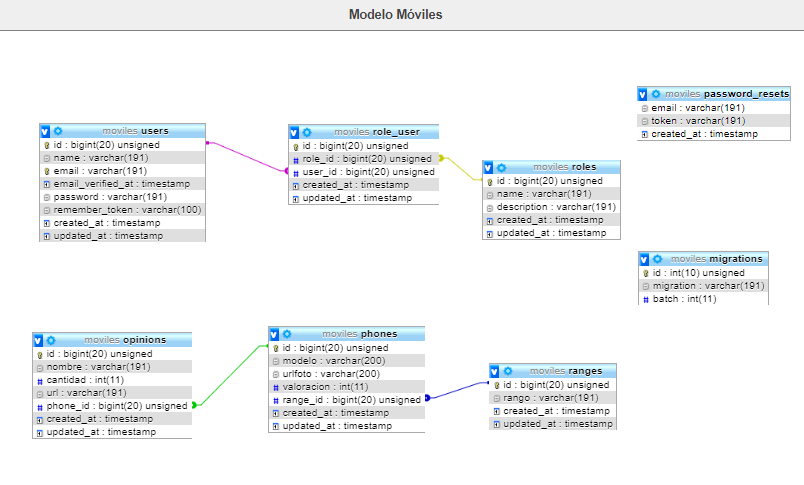 Modelo Móviles
moviles users
id : bigint(20) unsigned
name : varchar(191)
email : varchar(191)
email_verified_at : timestamp
password : varchar(191)
remember_token : varchar(100)
created_at : timestamp
updated_at : timestamp
moviles role_user
id : bigint(20) unsigned
role_id : bigint(20) unsigned
user_id : bigint(20) unsigned
created_at : timestamp
updated_at : timestamp
moviles roles
id : bigint(20) unsigned
name : varchar(191)
description : varchar(191)
created_at : timestamp
updated_at : timestamp
moviles password_resets
email : varchar(191)
token : varchar(191)
created_at : timestamp
moviles migrations
id : int(10) unsigned
migration : varchar(191)
batch : int(11)
moviles opinions
id : bigint(20) unsigned
nombre : varchar(191)
cantidad : int(11)
url : varchar(191)
phone_id : bigint(20) unsigned
created_at : timestamp
updated_at : timestamp
moviles phones
id : bigint(20) unsigned
modelo : varchar(200)
urlfoto : varchar(200)
valoracion : int(11)
range_id : bigint(20) unsigned
created_at : timestamp
updated_at : timestamp
moviles ranges
id : bigint(20) unsigned
rango : varchar(191)
created_at : timestamp
updated_at : timestamp